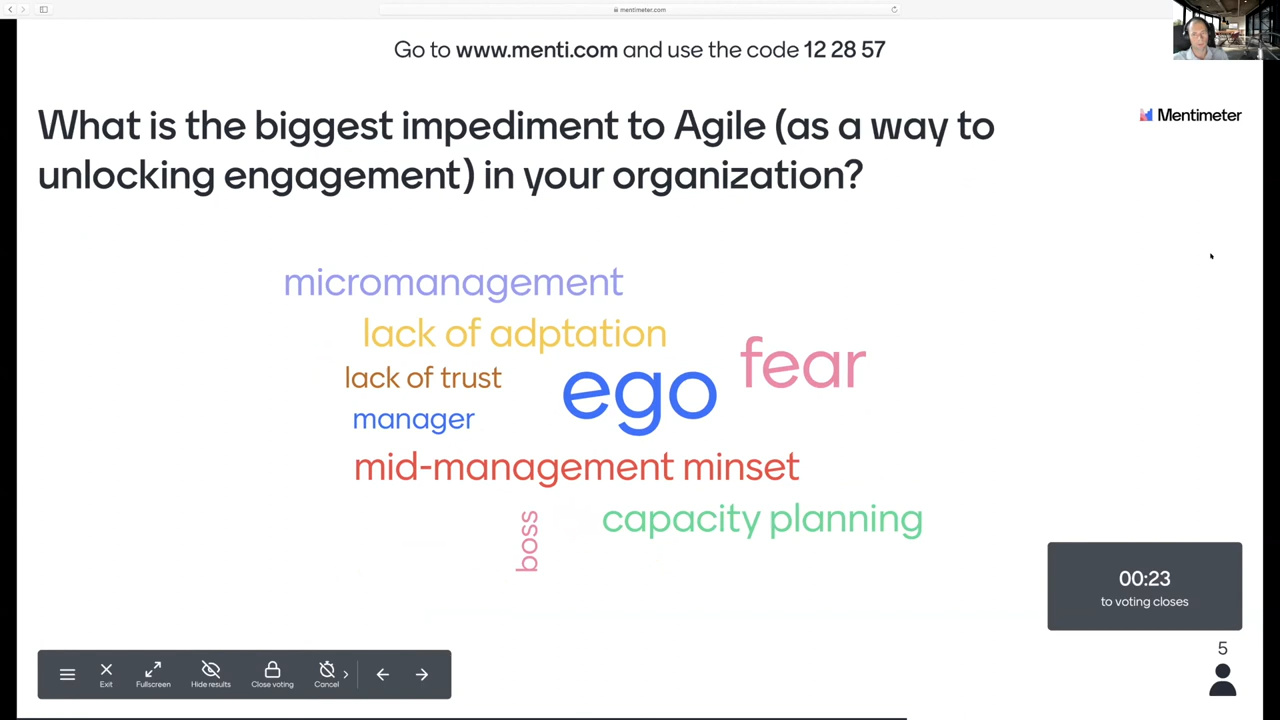 mentimeter.com
Go to www.menti.com and use the code 12 28 57
What is the biggest impediment to Agile (as a way to
unlocking engagement) in your organization?
Mentimeter
micromanagement
lack of adptation
fear
lack of trust
ego
manager
mid-management minset
capacity planning
boss
00:23
to voting closes
5
Exit
Fullscreen
Hide results
Close voting
Cancel